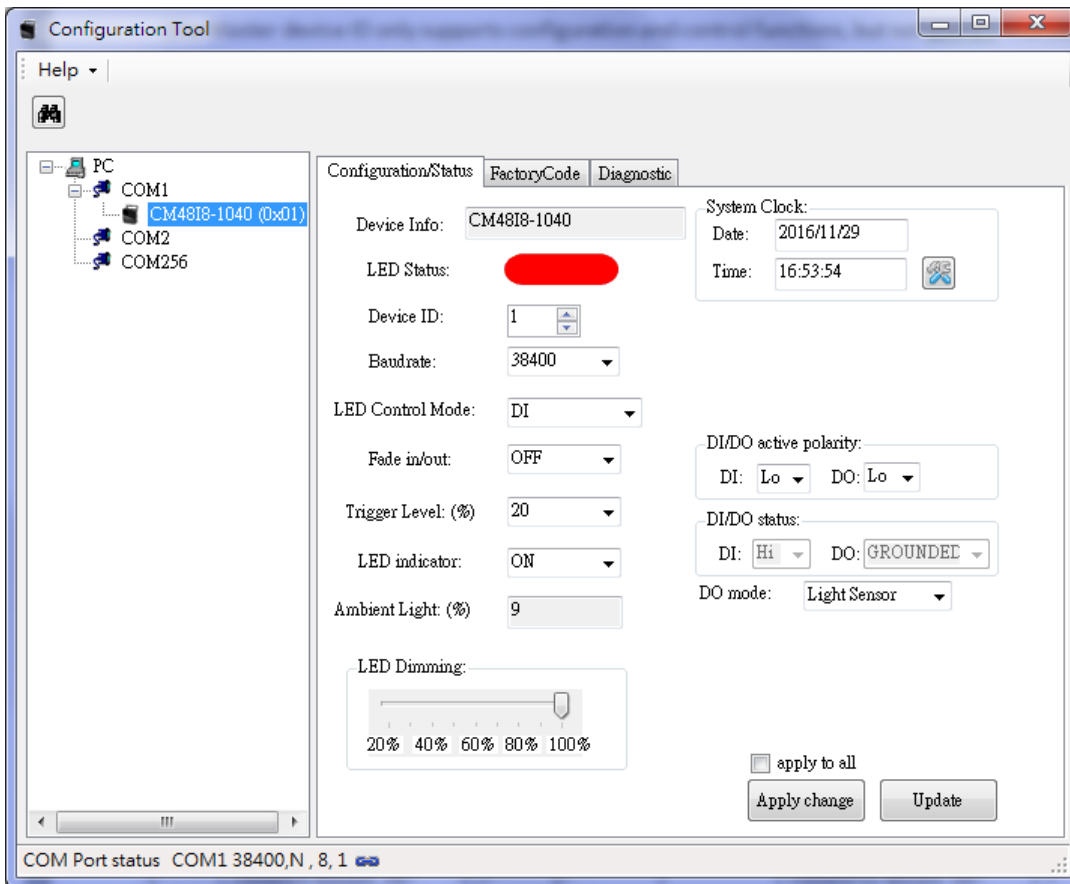 Configuration Tool
Help
PC
COM1
CM48I8-1040 (0x01)
COM2
COM256
Configuration/Status FactoryCode Diagnostic
Device Info: CM48I8-1040
LED Status:
Device ID: 1
Baudrate: 38400
LED Control Mode: DI
Fade in/out: OFF
Trigger Level: (%) 20
LED indicator: ON
Ambient Light: (%) 9
LED Dimming:
20% 40% 60% 80% 100%
System Clock:
Date: 2016/11/29
Time: 16:53:54
DI/DO active polarity:
DI: Lo DO: Lo
DI/DO status:
DI: Hi DO: GROUNDED
DO mode: Light Sensor
apply to all
Apply change Update
COM Port status COM1 38400,N , 8, 1